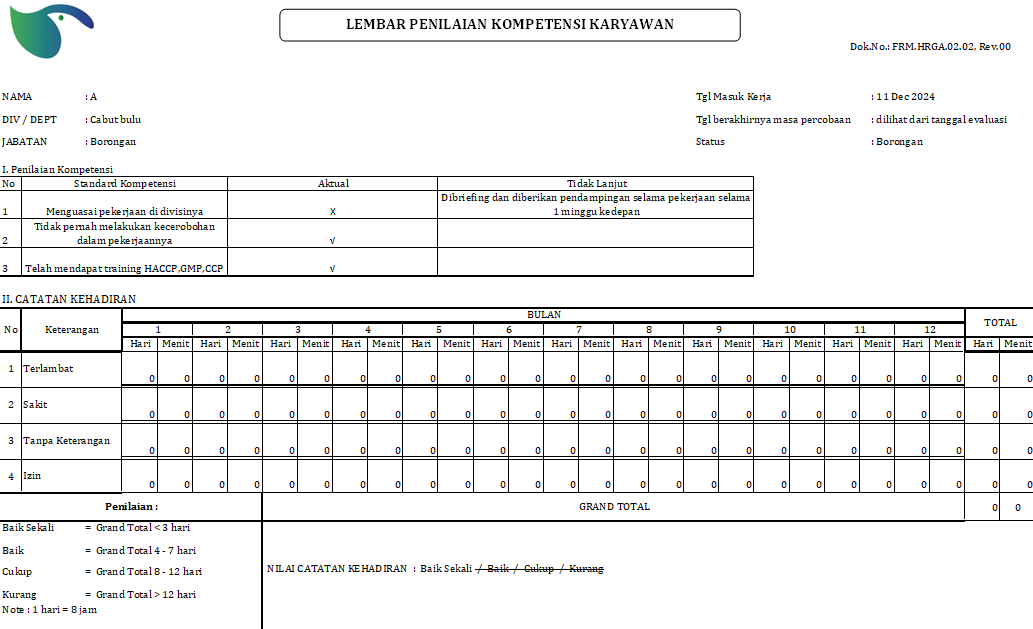 LEMBAR PENILAIAN KOMPETENSI KARYAWAN
Dok.No.: FRM.HRGA.02.02, Rev.00
NAMA : A Tgl Masuk Kerja : 11 Dec 2024
DIV / DEPT : Cabut bulu Tgl berakhirnya masa percobaan : dilihat dari tanggal evaluasi
JABATAN : Borongan Status : Borongan
I. Penilaian Kompetensi
No Standard Kompetensi Aktual Tidak Lanjut
1 Menguasai pekerjaan di divisinya X Dibriefing dan diberikan pendampingan selama pekerjaan selama
1 minggu kedepan
2 Tidak pernah melakukan kecerobohan
dalam pekerjaannya √
3 Telah mendapat training HACCP,GMP,CCP √
II. CATATAN KEHADIRAN
No Keterangan BULAN TOTAL
1 2 3 4 5 6 7 8 9 10 11 12
Hari Menit Hari Menit Hari Menit Hari Menit Hari Menit Hari Menit Hari Menit Hari Menit Hari Menit Hari Menit Hari Menit Hari Menit Hari Menit
1 Terlambat 0 0 0 0 0 0 0 0 0 0 0 0 0 0 0 0 0 0 0 0 0 0 0 0 0 0
2 Sakit 0 0 0 0 0 0 0 0 0 0 0 0 0 0 0 0 0 0 0 0 0 0 0 0 0 0
3 Tanpa Keterangan 0 0 0 0 0 0 0 0 0 0 0 0 0 0 0 0 0 0 0 0 0 0 0 0 0 0
4 Izin 0 0 0 0 0 0 0 0 0 0 0 0 0 0 0 0 0 0 0 0 0 0 0 0 0 0
Penilaian : GRAND TOTAL 0 0
Baik Sekali = Grand Total < 3 hari
Baik = Grand Total 4 - 7 hari
Cukup = Grand Total 8 - 12 hari
NILAI CATATAN KEHADIRAN : Baik Sekali / Baik / Cukup / Kurang
Kurang = Grand Total > 12 hari
Note : 1 hari = 8 jam